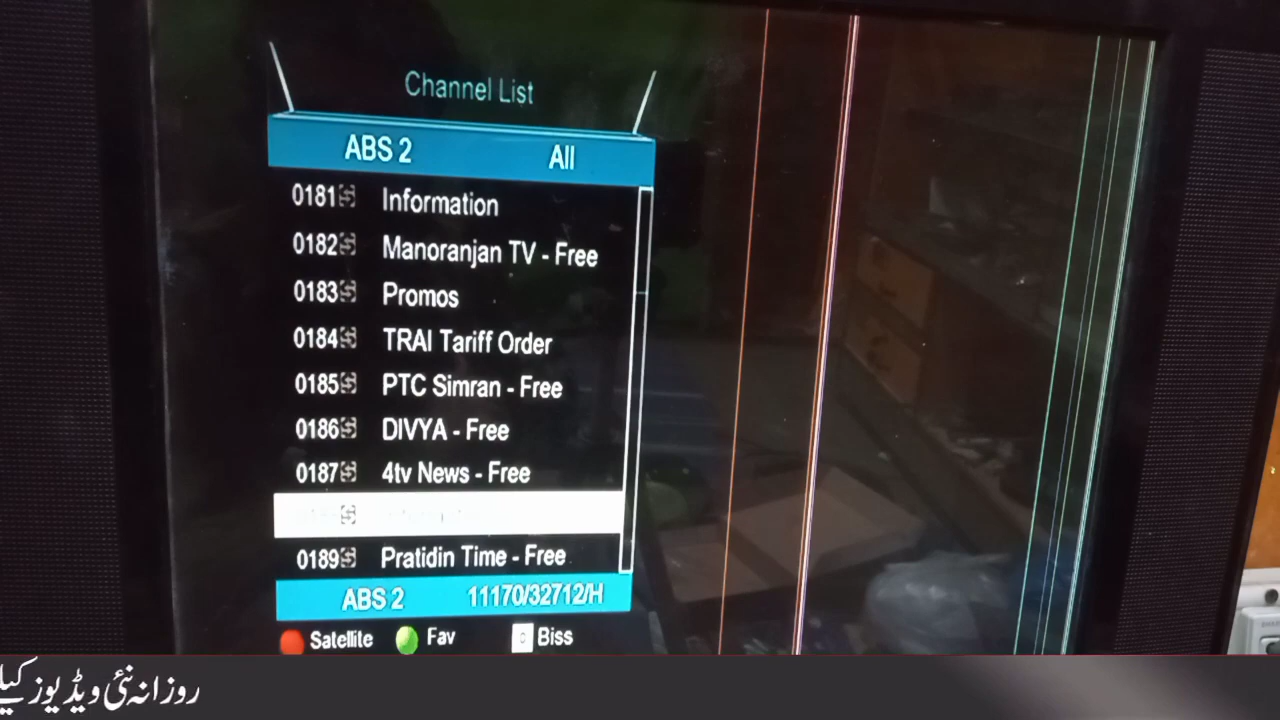 Channel List
ABS 2 All
0181 Information
0182 Manoranjan TV - Free
0183 Promos
0184 TRAI Tariff Order
0185 PTC Simran - Free
0186 DIVYA - Free
0187 4tv News - Free
0189 Pratidin Time - Free
ABS 2 11170/32712/H
Satellite Fav C Biss
روزانہ نئی ویڈیوز کیلئے